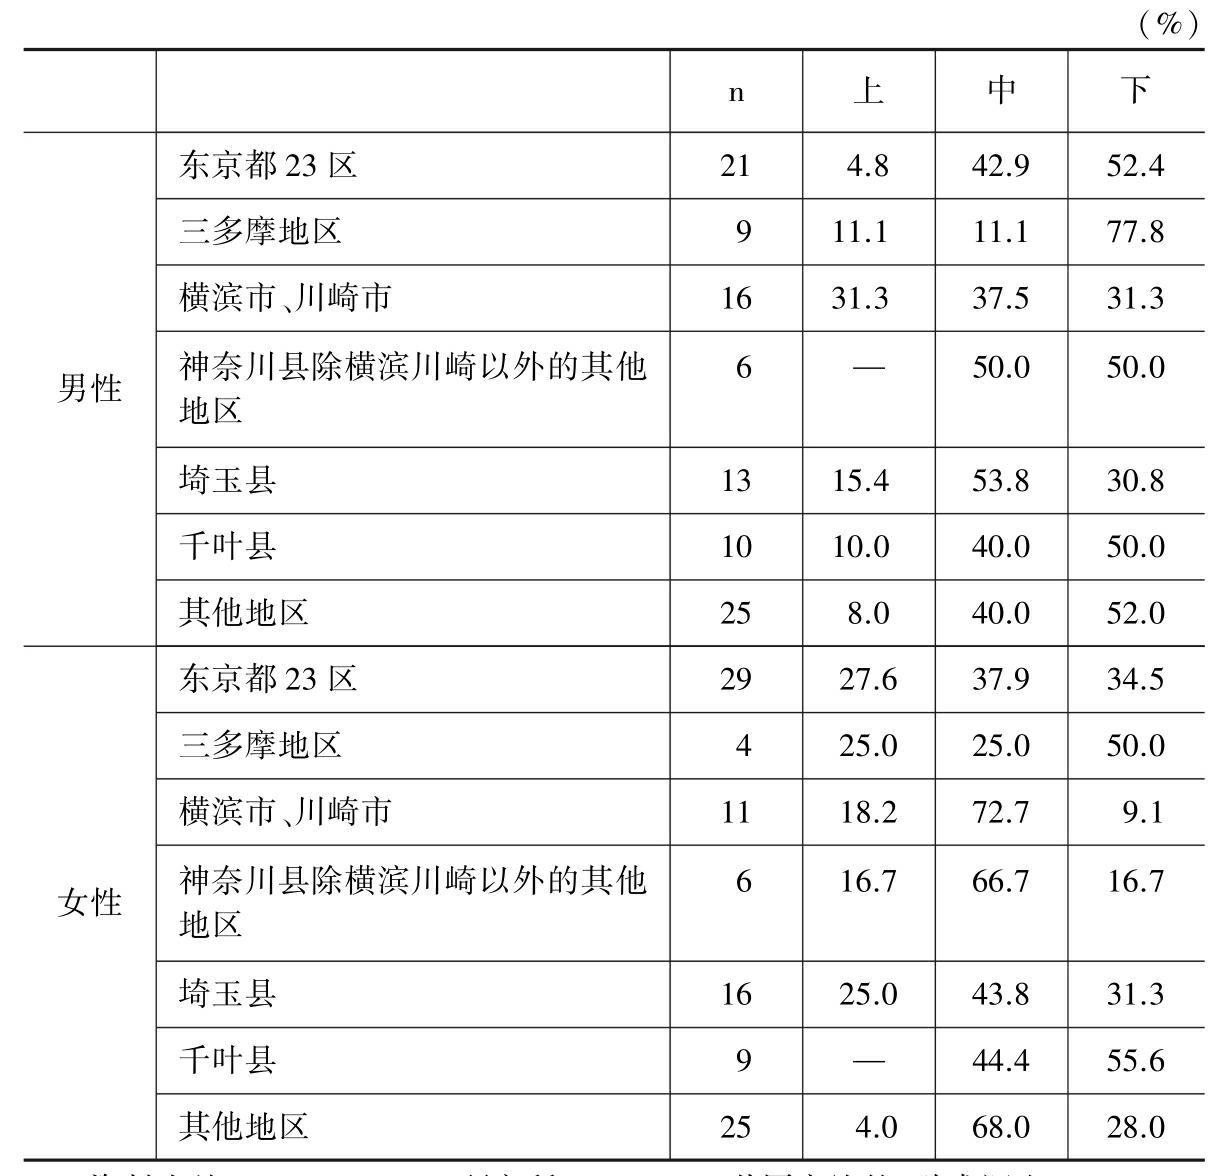 (%)
n 上 中 下
东京都23区 21 4.8 42.9 52.4
三多摩地区 9 11.1 11.1 77.8
横滨市、川崎市 16 31.3 37.5 31.3
神奈川县除横滨川崎以外的其他 6 — 50.0 50.0
男性
地区
埼玉县 13 15.4 53.8 30.8
千叶县 10 10.0 40.0 50.0
其他地区 25 8.0 40.0 52.0
东京都23区 29 27.6 37.9 34.5
三多摩地区 4 25.0 25.0 50.0
横滨市、川崎市 11 18.2 72.7 9.1
神奈川县除横滨川崎以外的其他 6 16.7 66.7 16.7
女性
地区
埼玉县 16 25.0 43.8 31.3
千叶县 9 — 44.4 55.6
其他地区 25 4.0 68.0 28.0